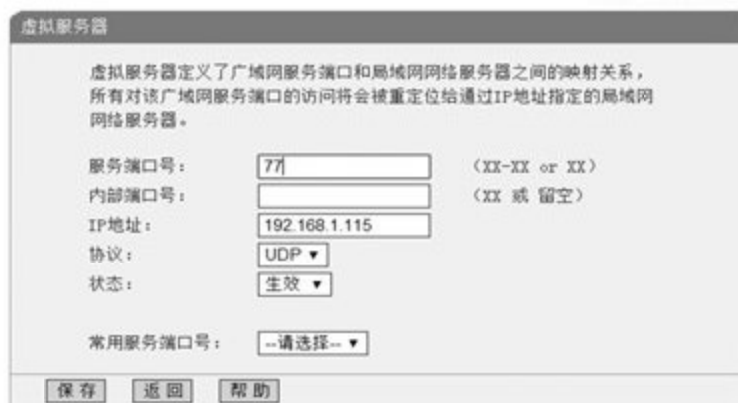 虚拟服务器
虚拟服务器定义了广域网服务端口和局域网网络服务器之间的映射关系，
所有对该广域网服务端口的访问将会被重定位给通过IP地址指定的局域网
网络服务器。
服务端口号： 77 （XX-XX or XX）
内部端口号： （XX 或 留空）
IP地址： 192.168.1.115
协议： UDP ▼
状态： 生效 ▼
常用服务端口号： --请选择-- ▼
保存 返回 帮助